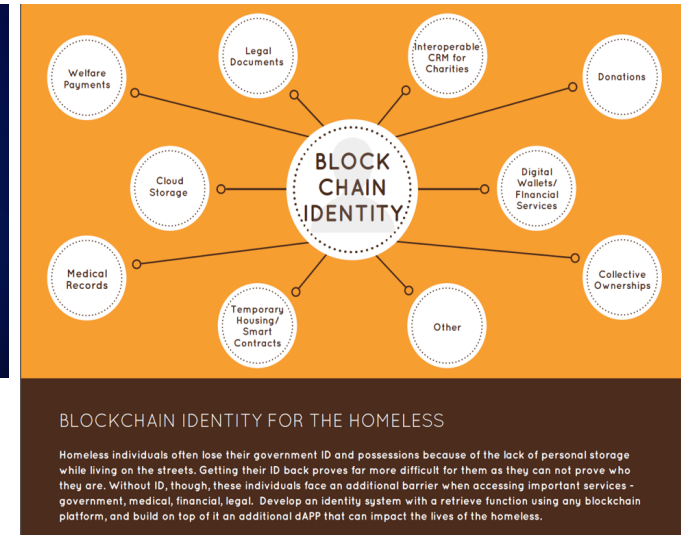 Welfare
Payments
Legal
Documents
Interoperable
CRM for
Charities
Donations
BLOCK
CHAIN
IDENTITY
Cloud
Storage
Digital
Wallets/
FInancial
Services
Medical
Records
Temporary
Housing/
Smart
Contracts
Other
Collective
Ownerships
BLOCKCHAIN IDENTITY FOR THE HOMELESS
Homeless individuals often lose their government ID and possessions because of the lack of personal storage
while living on the streets. Getting their ID back proves far more difficult for them as they can not prove who
they are. Without ID, though, these individuals face an additional barrier when accessing important services -
government, medical, financial, legal. Develop an identity system with a retrieve function using any blockchain
platform, and build on top of it an additional dAPP that can impact the lives of the homeless.